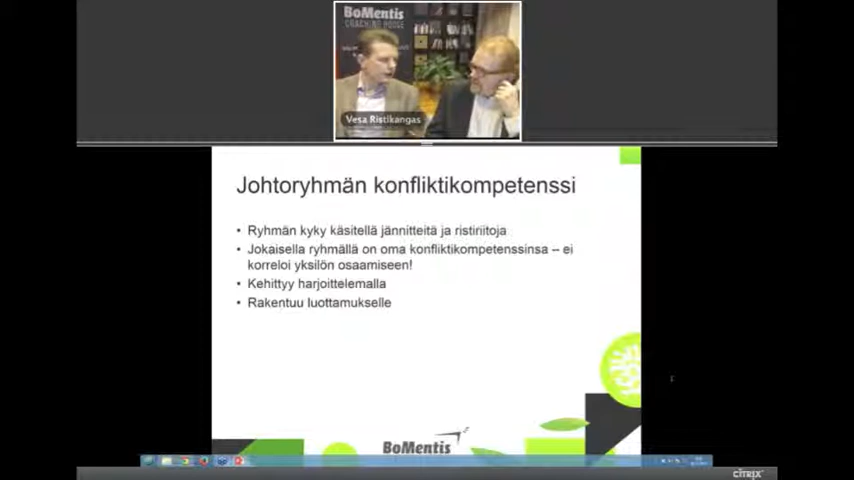 BoMentis
COACHING HOUSE
Vesa Ristikangas
Johtoryhmän konfliktikompetenssi
• Ryhmän kyky käsitellä jännitteitä ja ristiriitoja
• Jokaisella ryhmällä on oma konfliktikompetenssinsa – ei
korreloi yksilön osaamiseen!
• Kehittyy harjoittelemalla
• Rakentuu luottamukselle
BoMentis
CITRIX